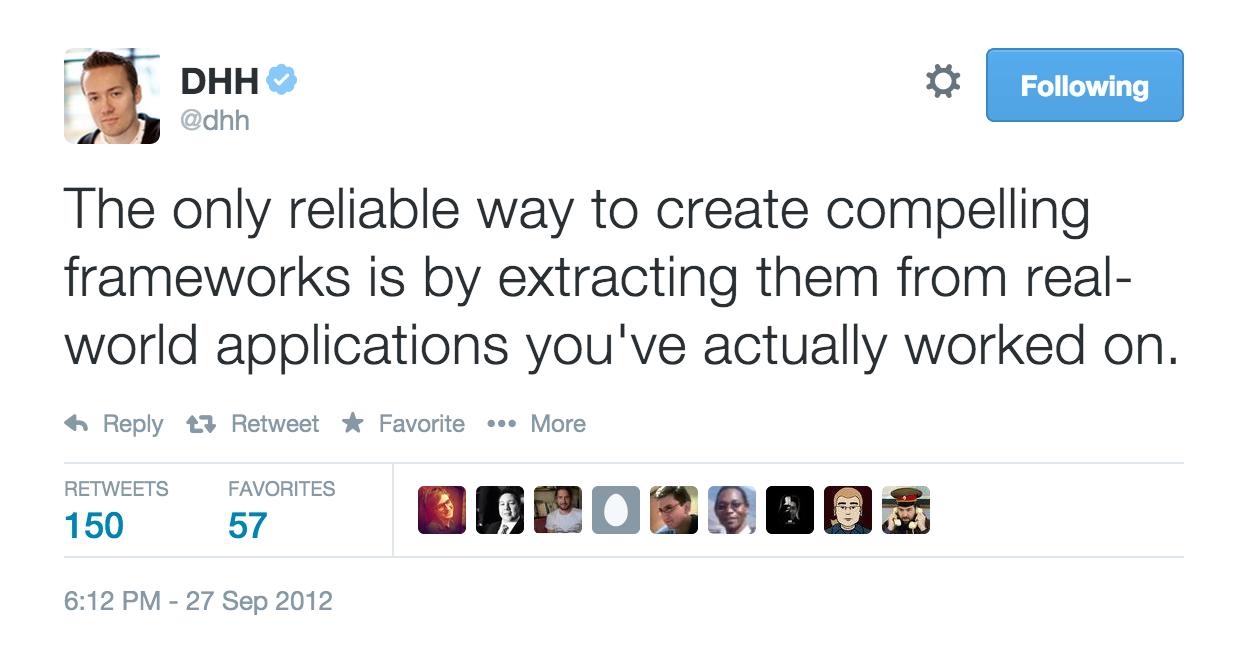 DHH
@dhh
Following
The only reliable way to create compelling
frameworks is by extracting them from real-
world applications you've actually worked on.
Reply Retweet Favorite More
RETWEETS FAVORITES
150 57
6:12 PM - 27 Sep 2012